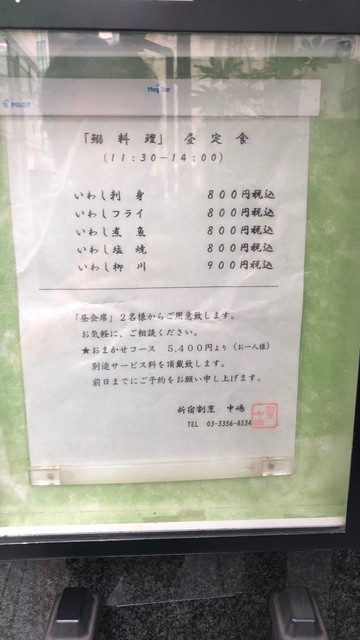 PILOT
「鰯 料 理」 昼 定 食
(11:30−14:00)
いわし刺 身 800円税込
いわしフライ 800円税込
いわし煮 魚 800円税込
いわし塩 焼 800円税込
いわし柳 川 900円税込
「昼会席」2名様からご用意致します。
お気軽に、ご相談ください。
★おまかせコース 5,400円より (お一人様)
別途サービス料を頂戴致します。
前日までにご予約をお願い申し上げます。
新宿割烹 中嶋
TEL 03-3356-4534